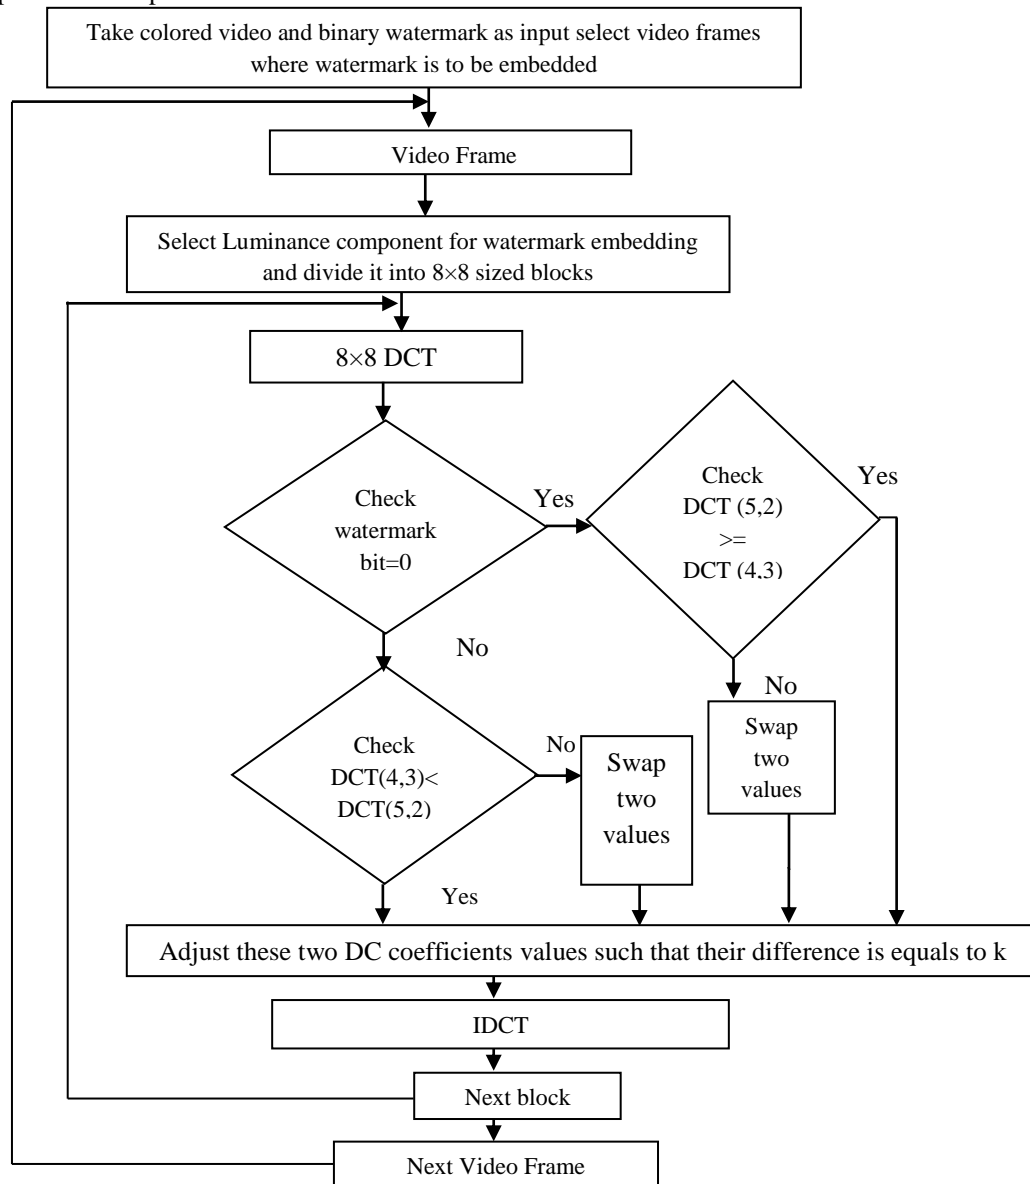 Take colored video and binary watermark as input select video frames
where watermark is to be embedded
Video Frame
Select Luminance component for watermark embedding
and divide it into 8×8 sized blocks
8×8 DCT
Check
watermark
bit=0
Yes
Check
DCT (5,2)
>=
DCT (4,3)
Yes
No
No
Swap
two
values
Check
DCT(4,3)<
DCT(5,2)
No
Swap
two
values
Yes
Adjust these two DC coefficients values such that their difference is equals to k
IDCT
Next block
Next Video Frame